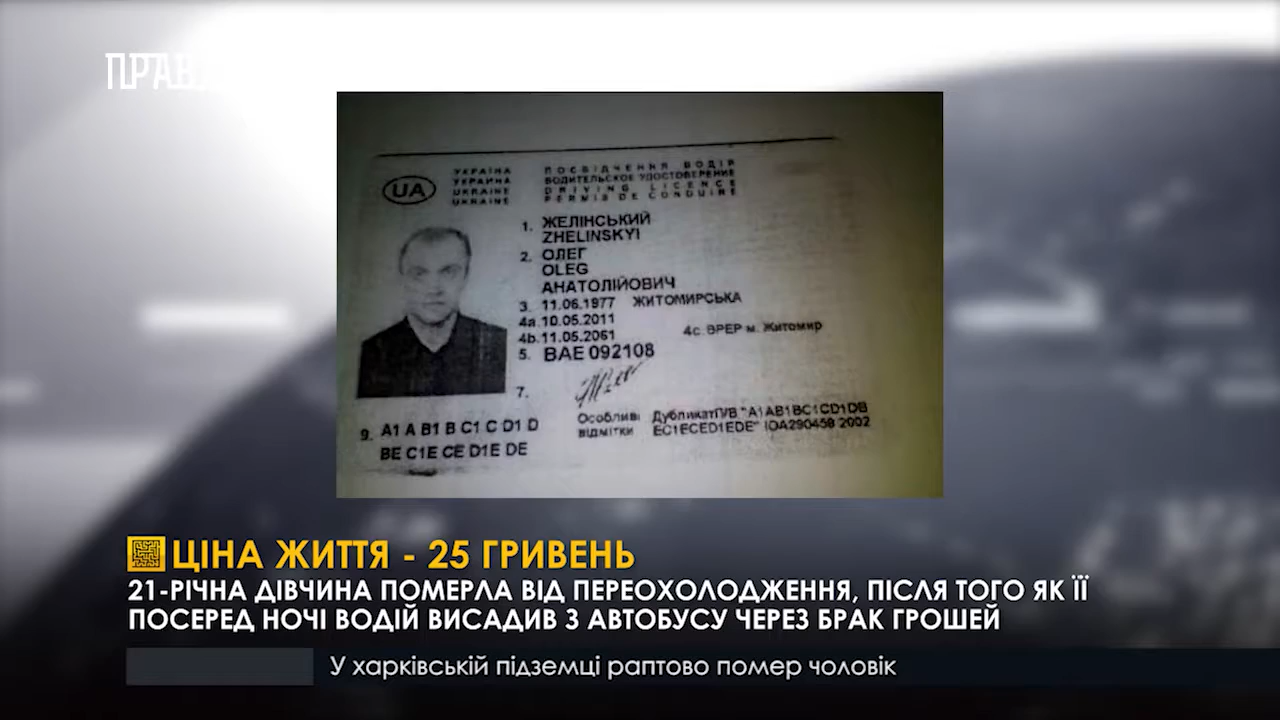 ПРАВ
УКРАЇНА
УКРАИНА
UKRAINE
UKRAINE
ПОСВІДЧЕННЯ ВОДІЯ
ВОДИТЕЛЬСКОЕ УДОСТОВЕРЕНИЕ
DRIVING LICENCE
PERMIS DE CONDUIRE
UA
1. ЖЕЛІНСЬКИЙ
ZHELINSKYI
2. ОЛЕГ
OLEG
АНАТОЛІЙОВИЧ
3. 11.06.1977 ЖИТОМИРСЬКА
4a. 10.05.2011
4b. 11.05.2061 4c. ВРЕР м. Житомир
5. ВАЕ 092108
7.
9. A1 A B1 B C1 C D1 D
BE C1E CE D1E DE
Особливі відмітки
ДубликатП/В "A1AB1BC1CD1DB
EC1ECED1EDE" IOA290458 2002
ЦІНА ЖИТТЯ - 25 ГРИВЕНЬ
21-РІЧНА ДІВЧИНА ПОМЕРЛА ВІД ПЕРЕОХОЛОДЖЕННЯ, ПІСЛЯ ТОГО ЯК ЇЇ
ПОСЕРЕД НОЧІ ВОДІЙ ВИСАДИВ З АВТОБУСУ ЧЕРЕЗ БРАК ГРОШЕЙ
У харківській підземці раптово помер чоловік